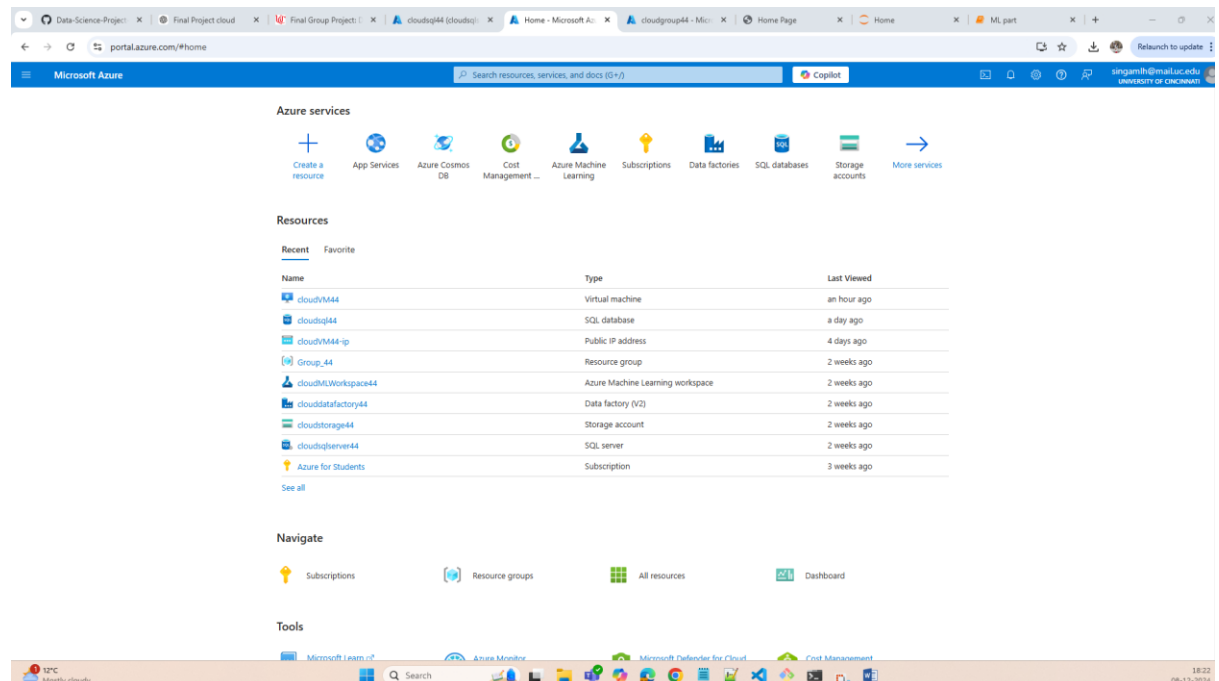 Data-Science-Project:
Final Project cloud
Final Group Project: D
cloudsql44 (cloudsql
Home - Microsoft Az
cloudgroup44 - Micr
Home Page
Home
ML part
portal.azure.com/#home
Relaunch to update
Microsoft Azure
Search resources, services, and docs (G+/)
Copilot
singamlh@mail.uc.edu
UNIVERSITY OF CINCINNATI
Azure services
Create a resource
App Services
Azure Cosmos DB
Cost Management ...
Azure Machine Learning
Subscriptions
Data factories
SQL databases
Storage accounts
More services
Resources
Recent Favorite
Name Type Last Viewed
cloudVM44 Virtual machine an hour ago
cloudsql44 SQL database a day ago
cloudVM44-ip Public IP address 4 days ago
Group_44 Resource group 2 weeks ago
cloudMLWorkspace44 Azure Machine Learning workspace 2 weeks ago
clouddatafactory44 Data factory (V2) 2 weeks ago
cloudstorage44 Storage account 2 weeks ago
cloudsqlserver44 SQL server 2 weeks ago
Azure for Students Subscription 3 weeks ago
See all
Navigate
Subscriptions Resource groups All resources Dashboard
Tools
Microsoft Learn Azure Monitor Microsoft Defender for Cloud Cost Management
1 12°C
Mostly cloudy
Search
18:22
08-12-2024